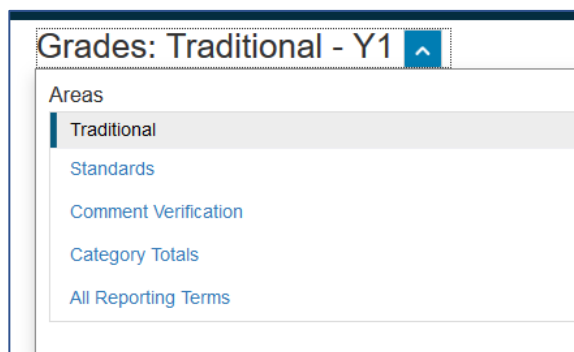 Grades: Traditional - Y1
Areas
Traditional
Standards
Comment Verification
Category Totals
All Reporting Terms